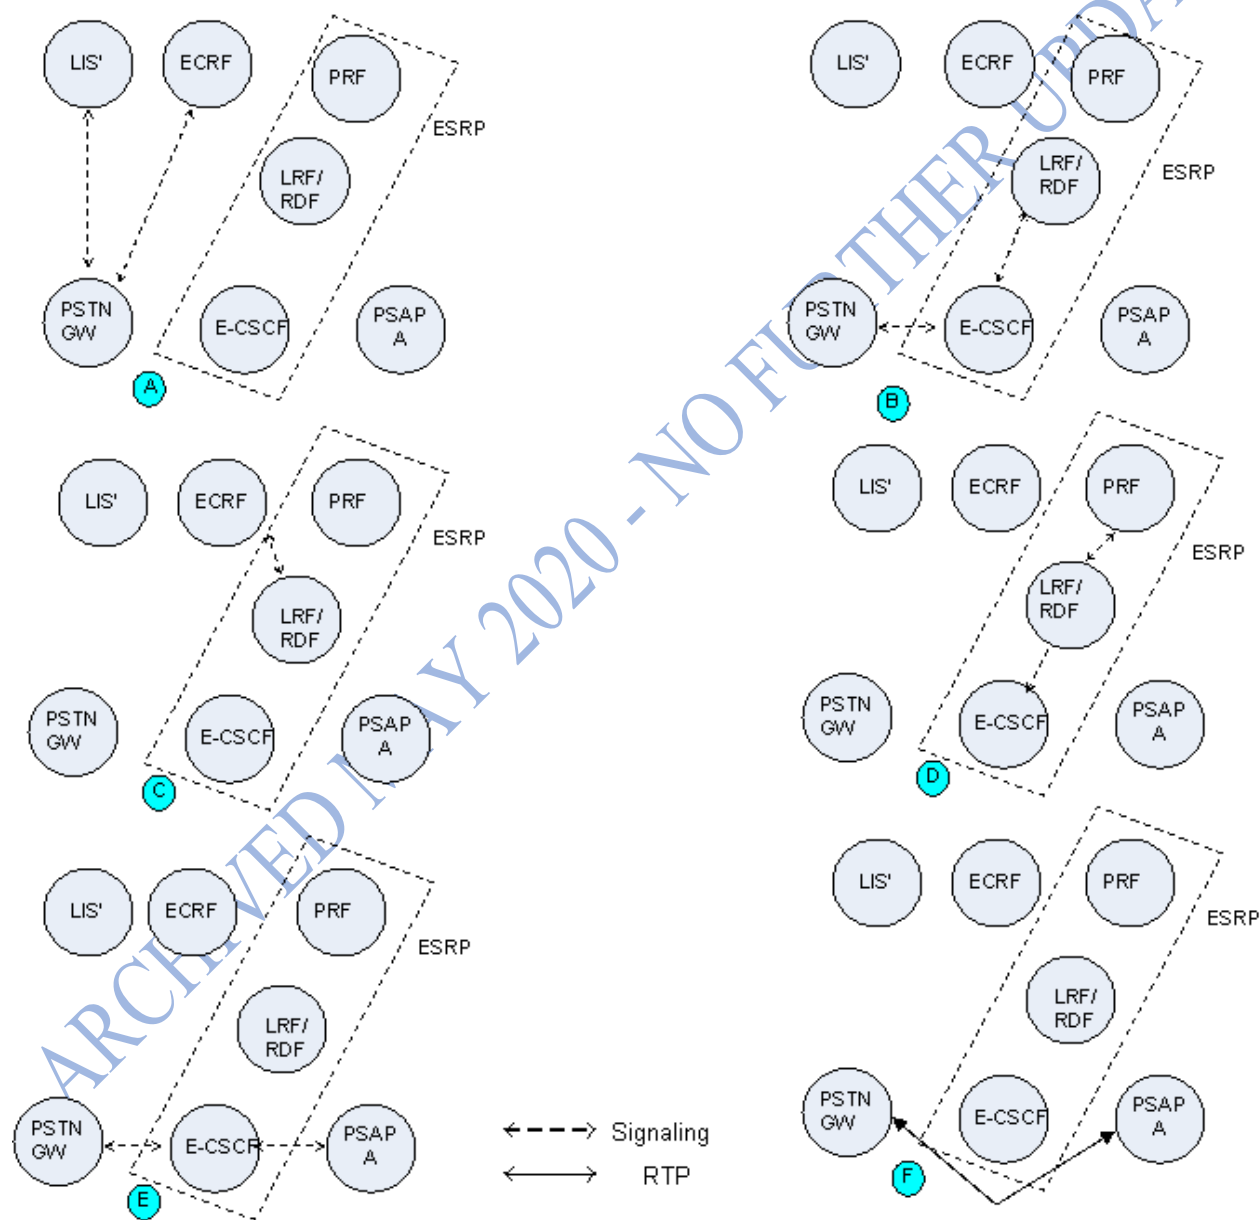 LIS'
ECRF
PRF
ESRP
LRF/
RDF
PSTN
GW
E-CSCF
PSAP
A
A
LIS'
ECRF
PRF
ESRP
LRF/
RDF
PSTN
GW
E-CSCF
PSAP
A
B
LIS'
ECRF
PRF
ESRP
LRF/
RDF
PSTN
GW
E-CSCF
PSAP
A
C
LIS'
ECRF
PRF
ESRP
LRF/
RDF
PSTN
GW
E-CSCF
PSAP
A
D
LIS'
ECRF
PRF
ESRP
LRF/
RDF
PSTN
GW
E-CSCF
PSAP
A
E
Signaling
RTP
LIS'
ECRF
PRF
ESRP
LRF/
RDF
PSTN
GW
E-CSCF
PSAP
A
F
ARCHIVED MAY 2020 - NO FURTHER UPDA